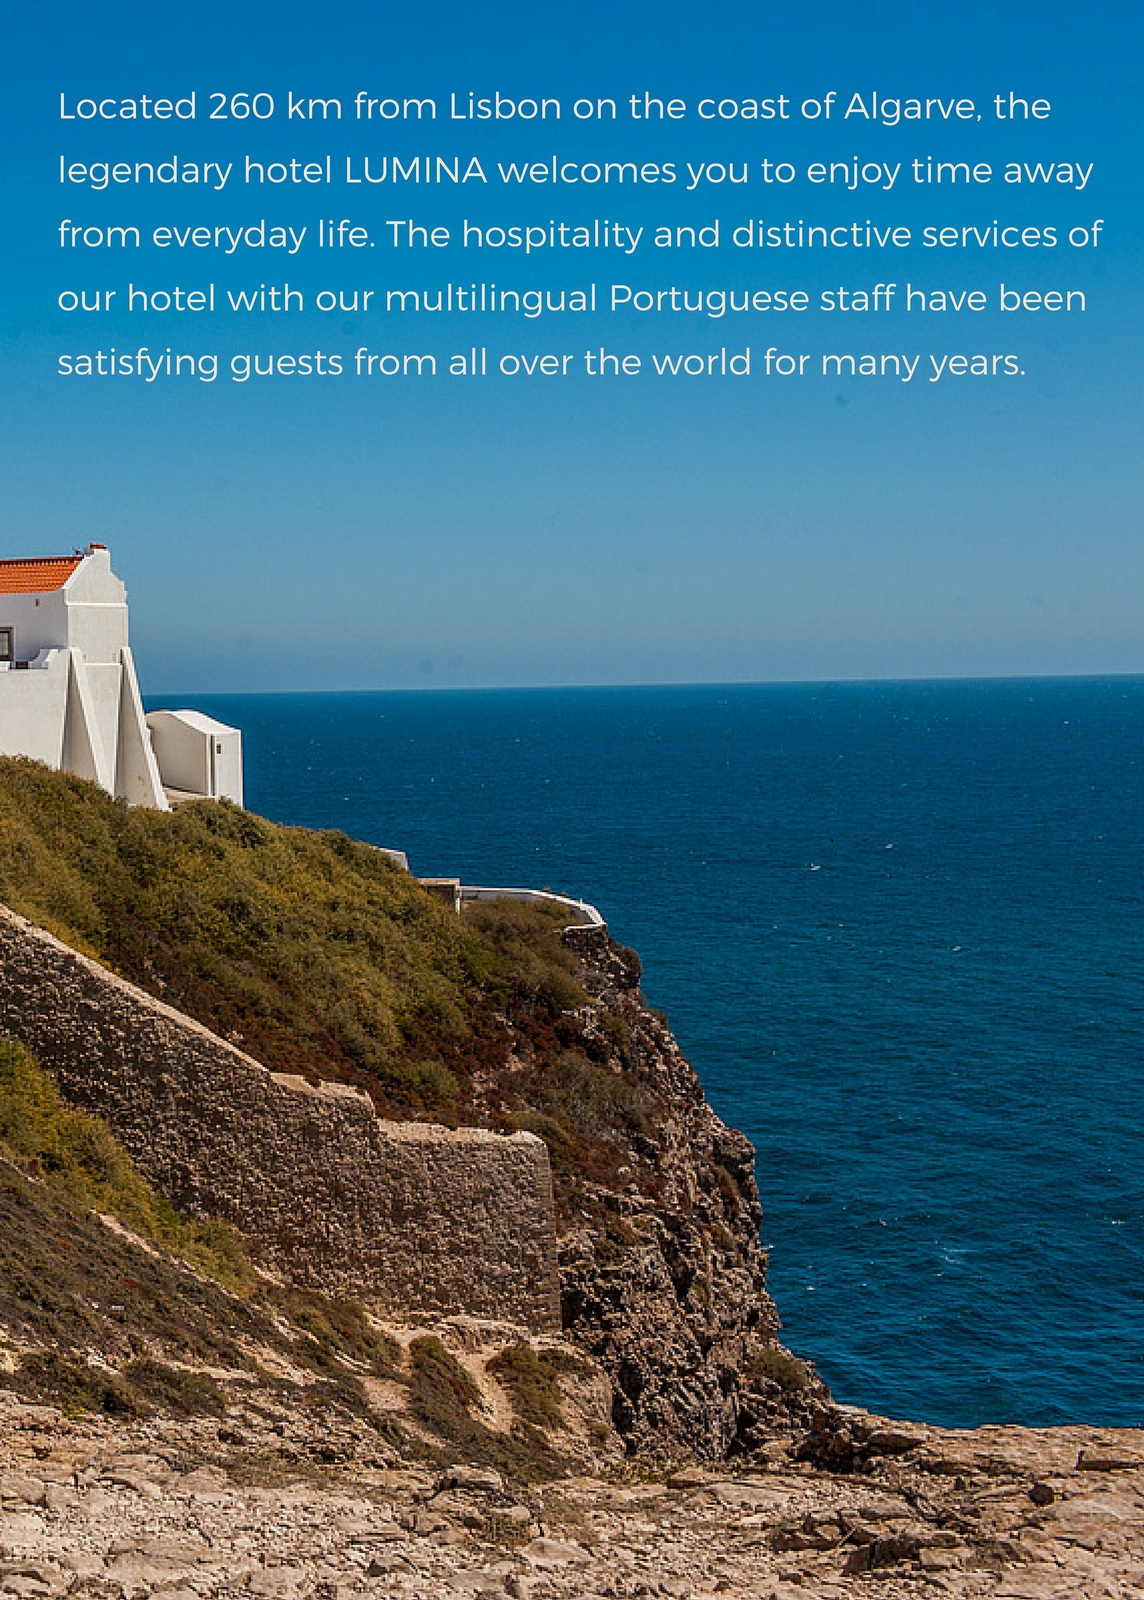 Located 260 km from Lisbon on the coast of Algarve, the
legendary hotel LUMINA welcomes you to enjoy time away
from everyday life. The hospitality and distinctive services of
our hotel with our multilingual Portuguese staff have been
satisfying guests from all over the world for many years.